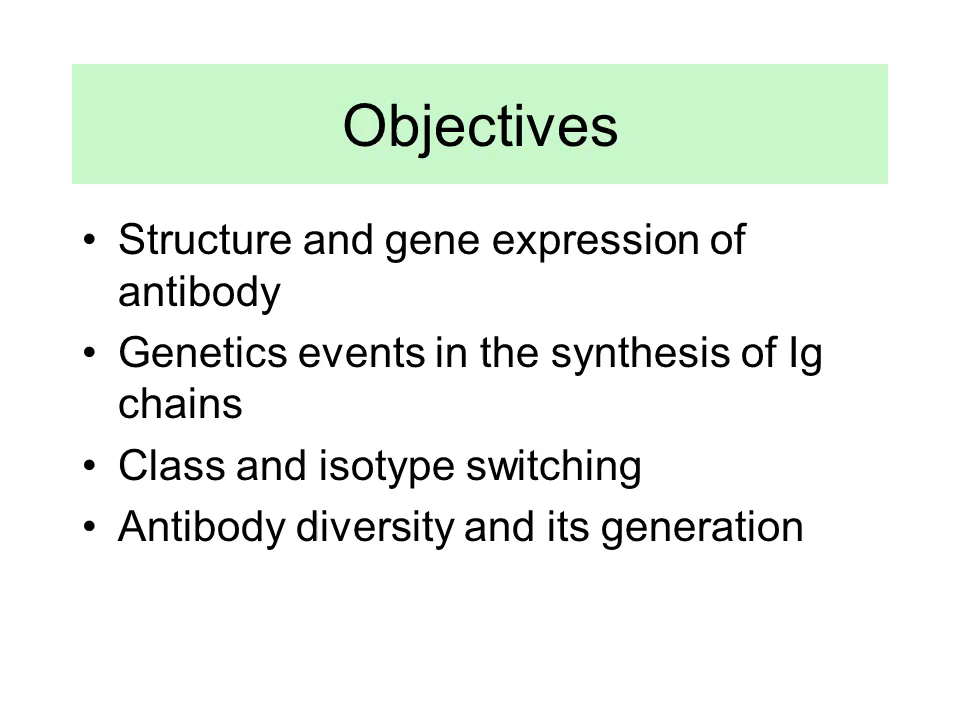 Objectives
• Structure and gene expression of
antibody
• Genetics events in the synthesis of Ig
chains
• Class and isotype switching
• Antibody diversity and its generation